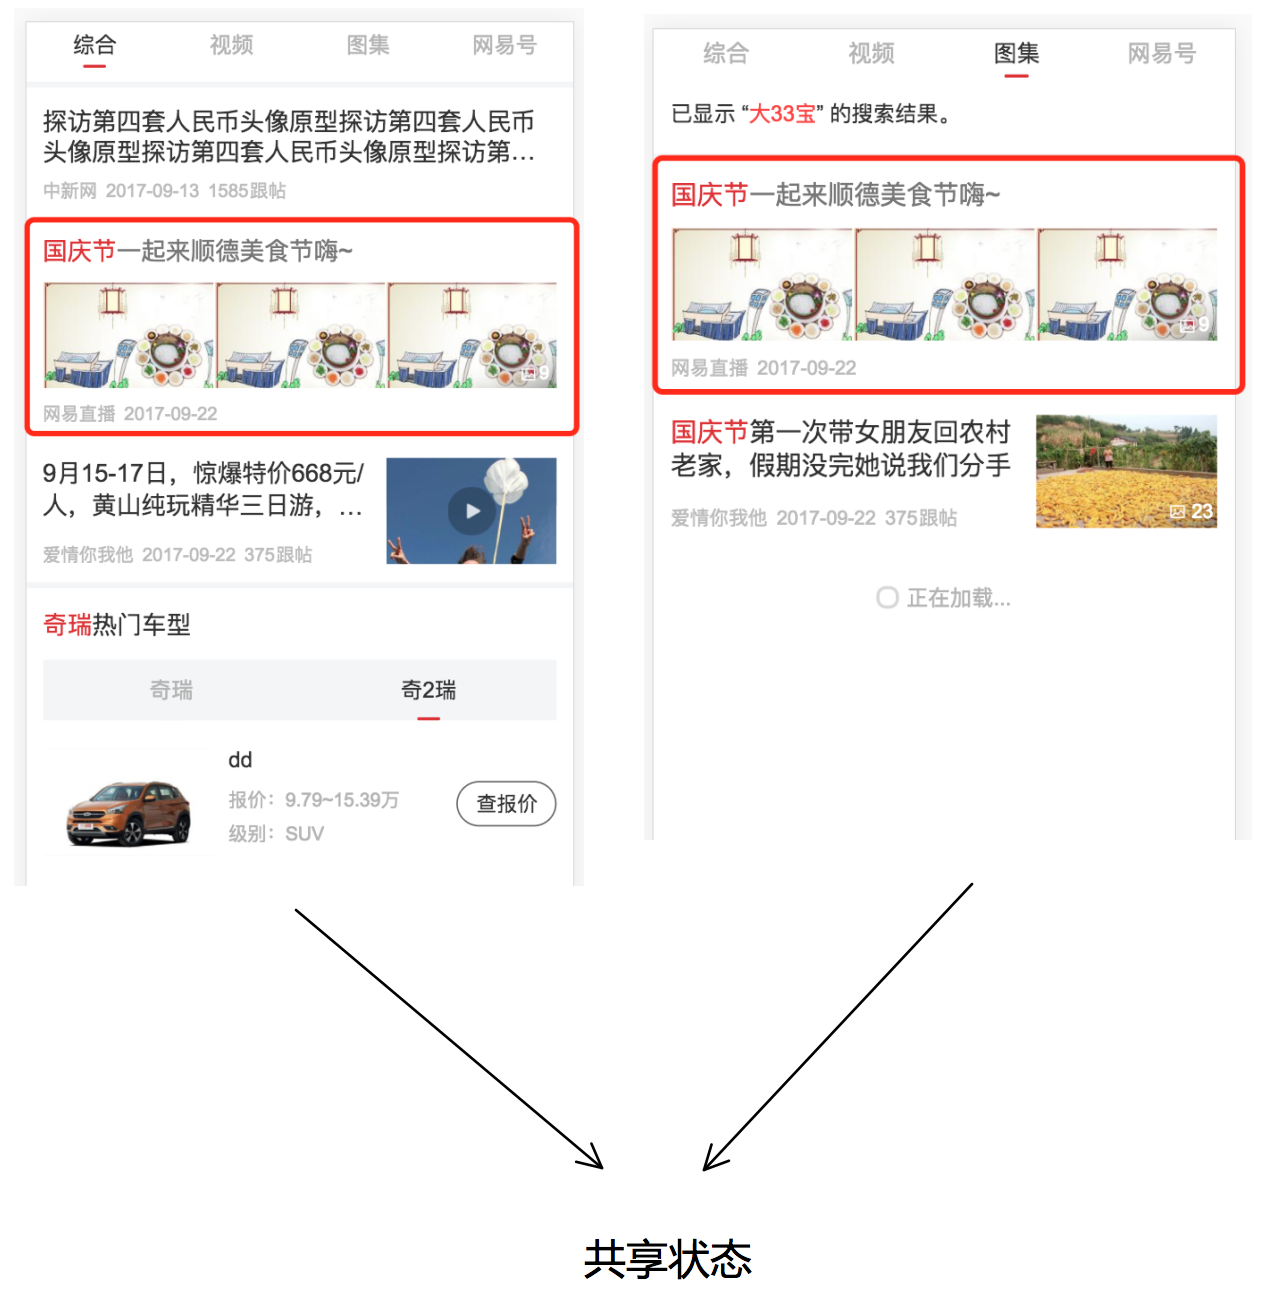 综合 视频 图集 网易号
探访第四套人民币头像原型探访第四套人民币
头像原型探访第四套人民币头像原型探访第...
中新网 2017-09-13 1585跟帖
国庆节一起来顺德美食节嗨~
9
网易直播 2017-09-22
9月15-17日，惊爆特价668元/
人，黄山纯玩精华三日游，...
爱情你我他 2017-09-22 375跟帖
奇瑞热门车型
奇瑞 奇2瑞
dd
报价：9.79~15.39万
级别：SUV
查报价
综合 视频 图集 网易号
已显示 “大33宝” 的搜索结果。
国庆节一起来顺德美食节嗨~
9
网易直播 2017-09-22
国庆节第一次带女朋友回农村
老家，假期没完她说我们分手
23
爱情你我他 2017-09-22 375跟帖
正在加载...
共享状态